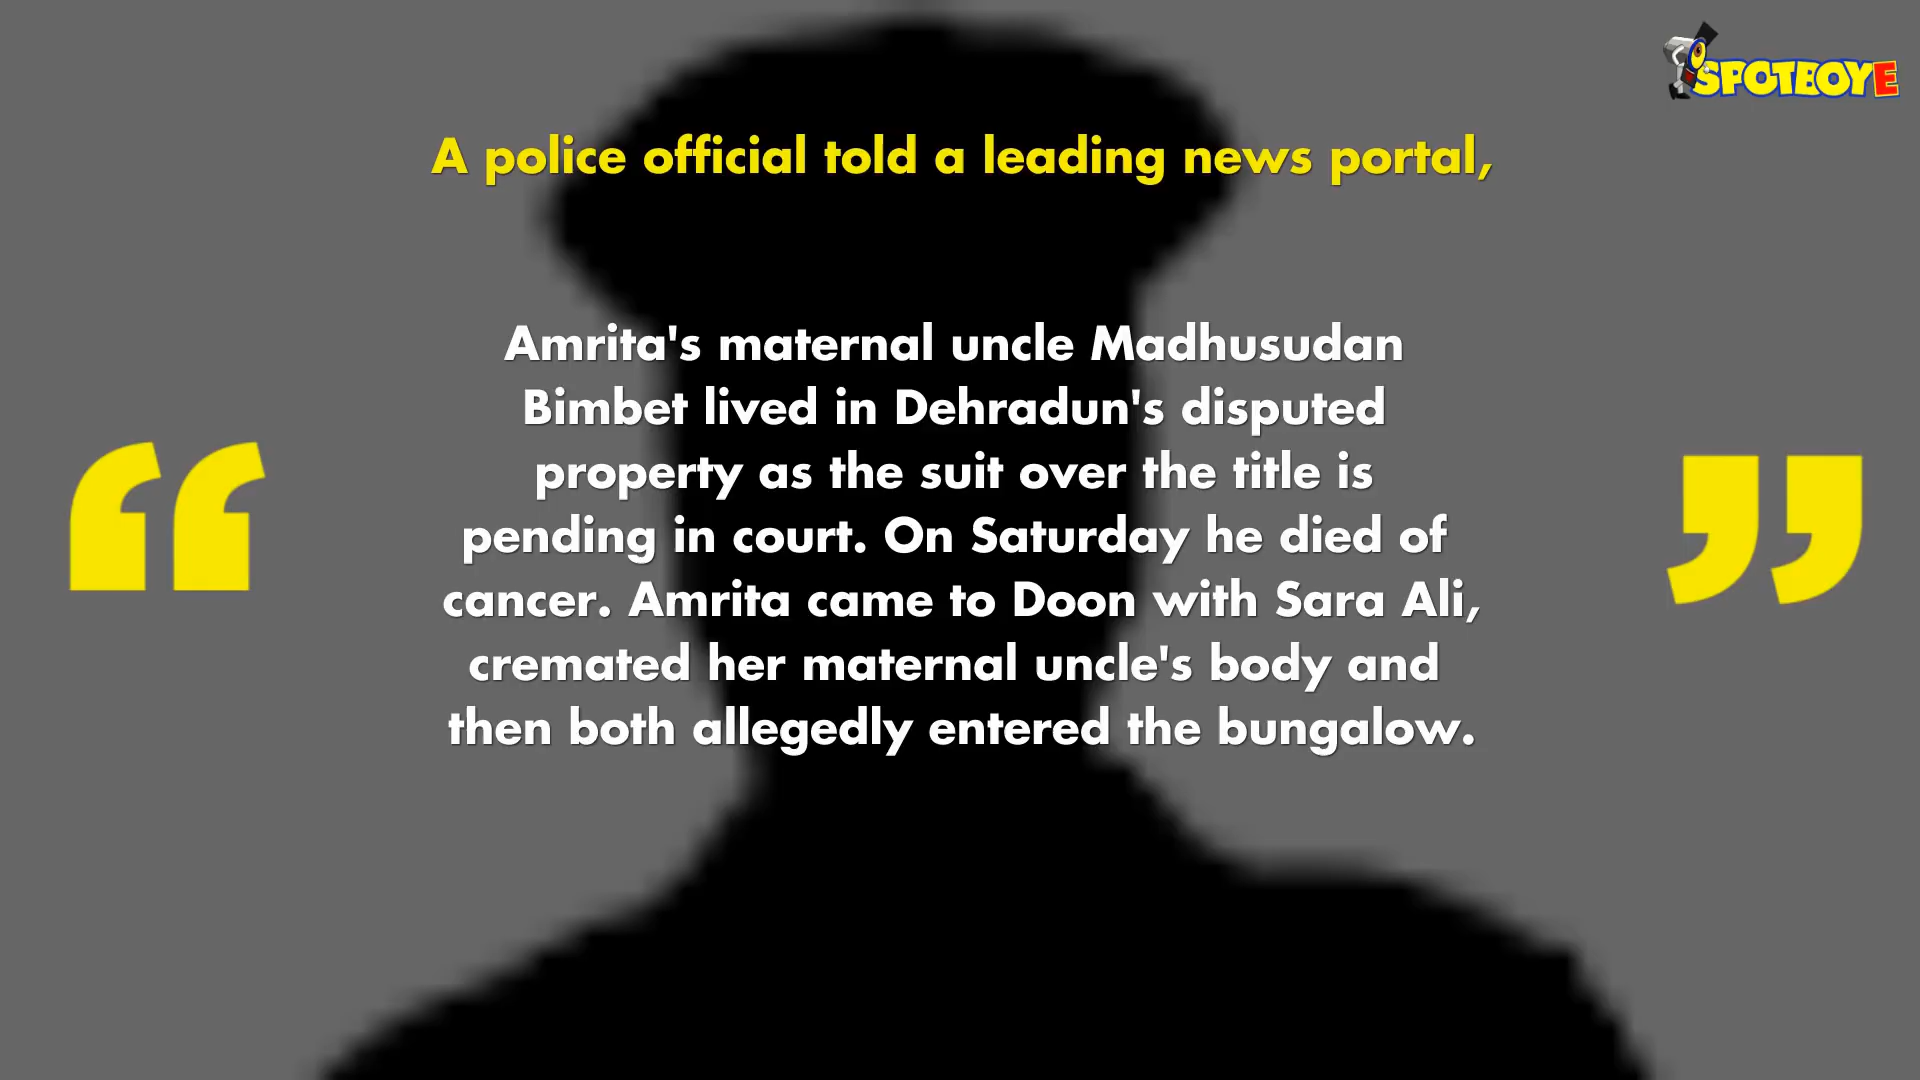 SPOTBOYE
A police official told a leading news portal,
“
Amrita's maternal uncle Madhusudan
Bimbet lived in Dehradun's disputed
property as the suit over the title is
pending in court. On Saturday he died of
cancer. Amrita came to Doon with Sara Ali,
cremated her maternal uncle's body and
then both allegedly entered the bungalow.
”